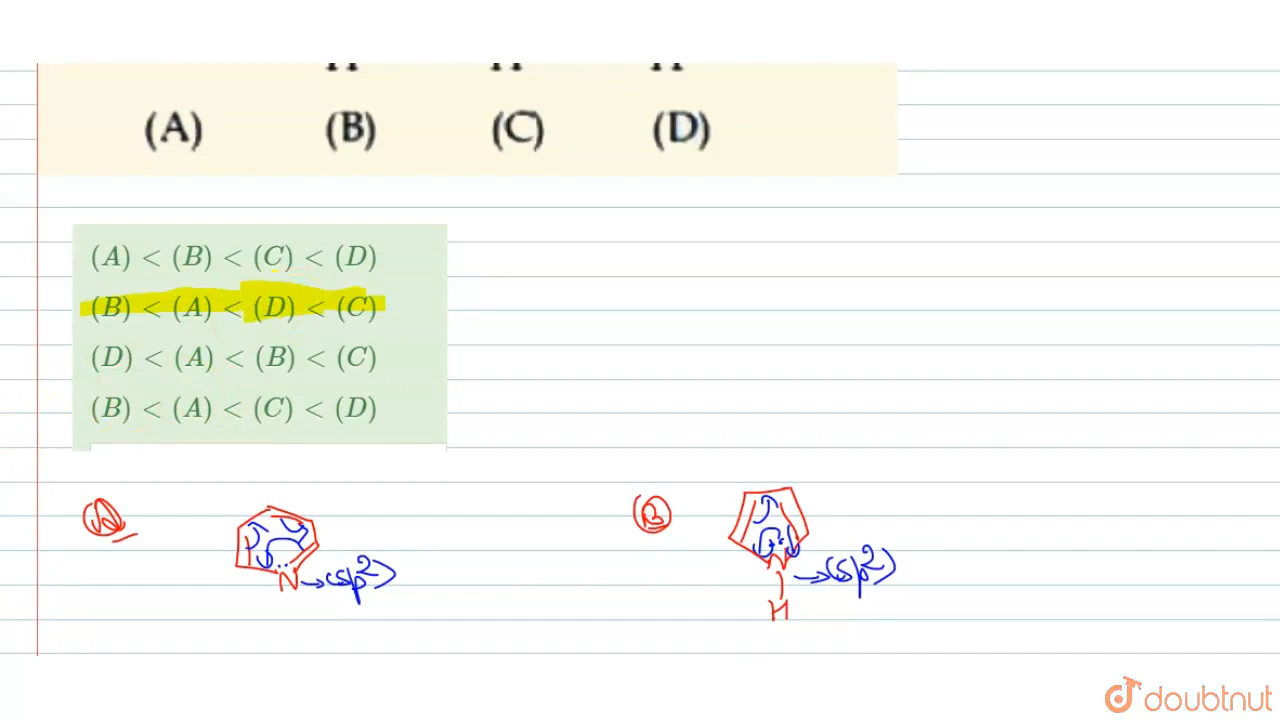 H H H
(A) (B) (C) (D)
(A) < (B) < (C) < (D)
(B) < (A) < (D) < (C)
(D) < (A) < (B) < (C)
(B) < (A) < (C) < (D)
(A) (B)
N → (sp²) N → (sp²)
H
doubtnut